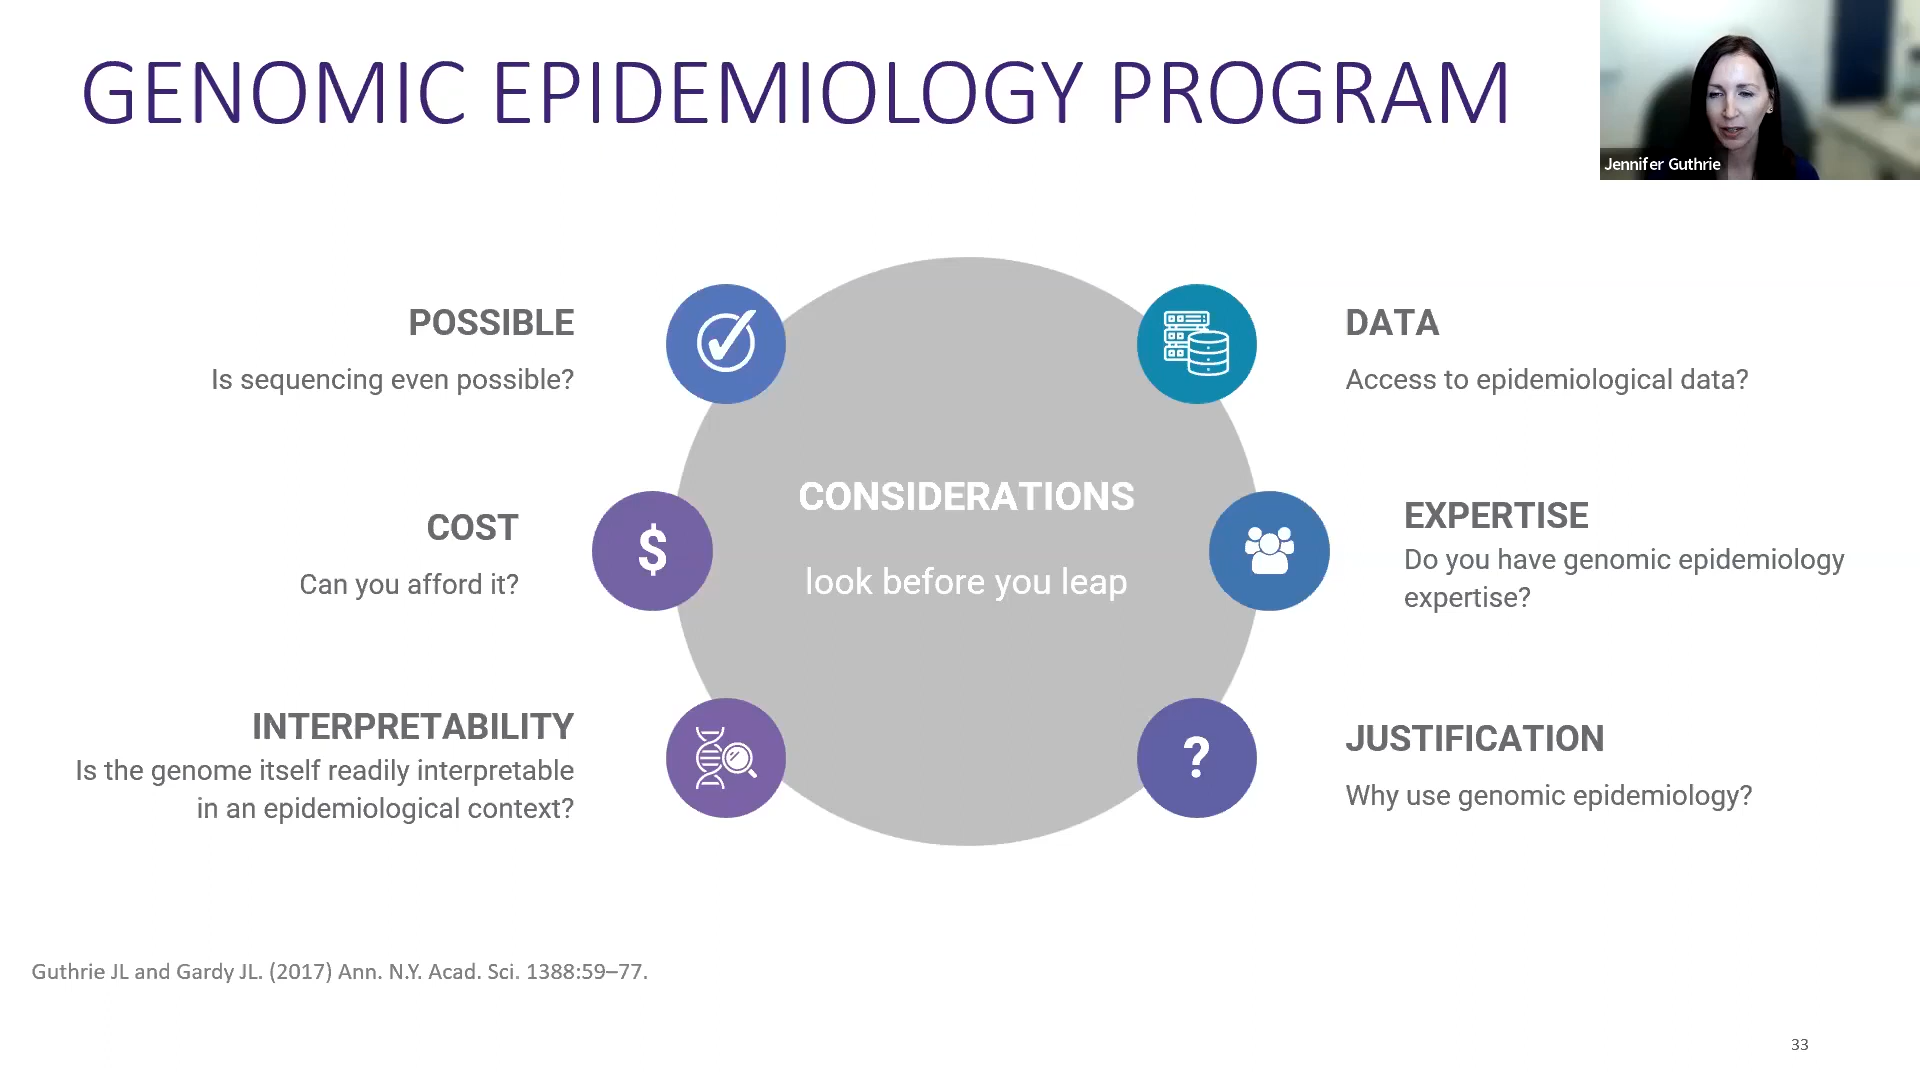 GENOMIC EPIDEMIOLOGY PROGRAM
Jennifer Guthrie
POSSIBLE
Is sequencing even possible?
COST
$
Can you afford it?
INTERPRETABILITY
Is the genome itself readily interpretable
in an epidemiological context?
CONSIDERATIONS
look before you leap
DATA
Access to epidemiological data?
EXPERTISE
Do you have genomic epidemiology
expertise?
?
JUSTIFICATION
Why use genomic epidemiology?
Guthrie JL and Gardy JL. (2017) Ann. N.Y. Acad. Sci. 1388:59–77.
33